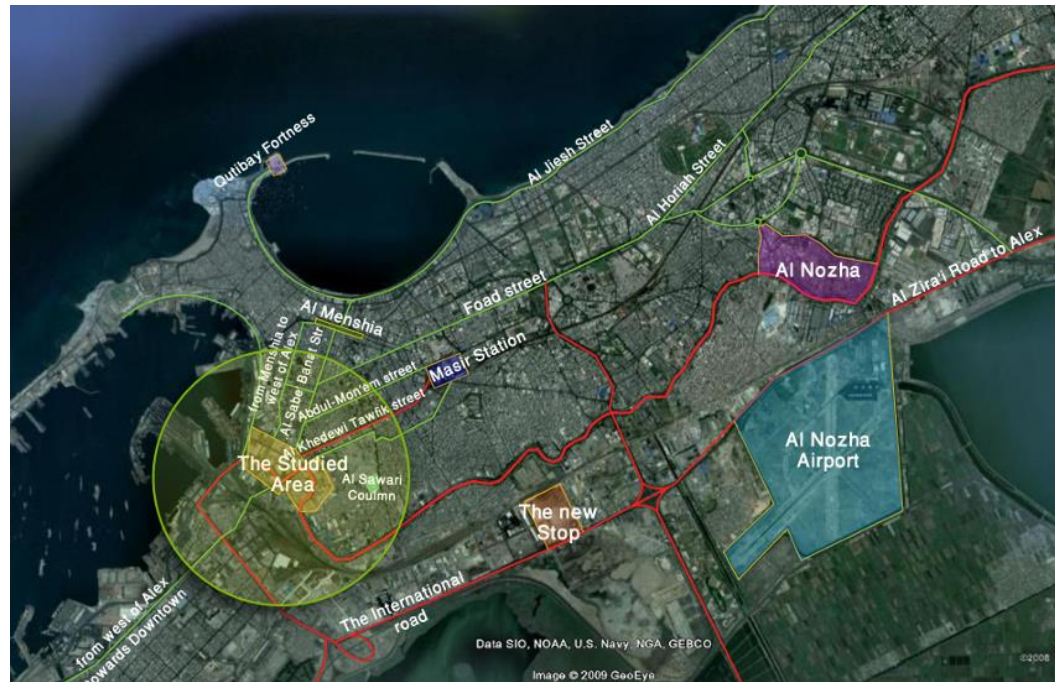 Qutibay Fortness
Al Jiesh Street
Al Horiah Street
Al Nozha
Al Zira'i Road to Alex
Al Menshia
Foad street
Masir Station
from Menshia to
west of Alex
Al Sabe Banat Str
Abdul-Mon'em street
Al Khedewi Tawfik street
The Studied
Area
Al Sawari
Coulmn
Al Nozha
Airport
The new
Stop
The International
road
from west of Alex
towards Downtown
Data SIO, NOAA, U.S. Navy, NGA, GEBCO
Image © 2009 GeoEye